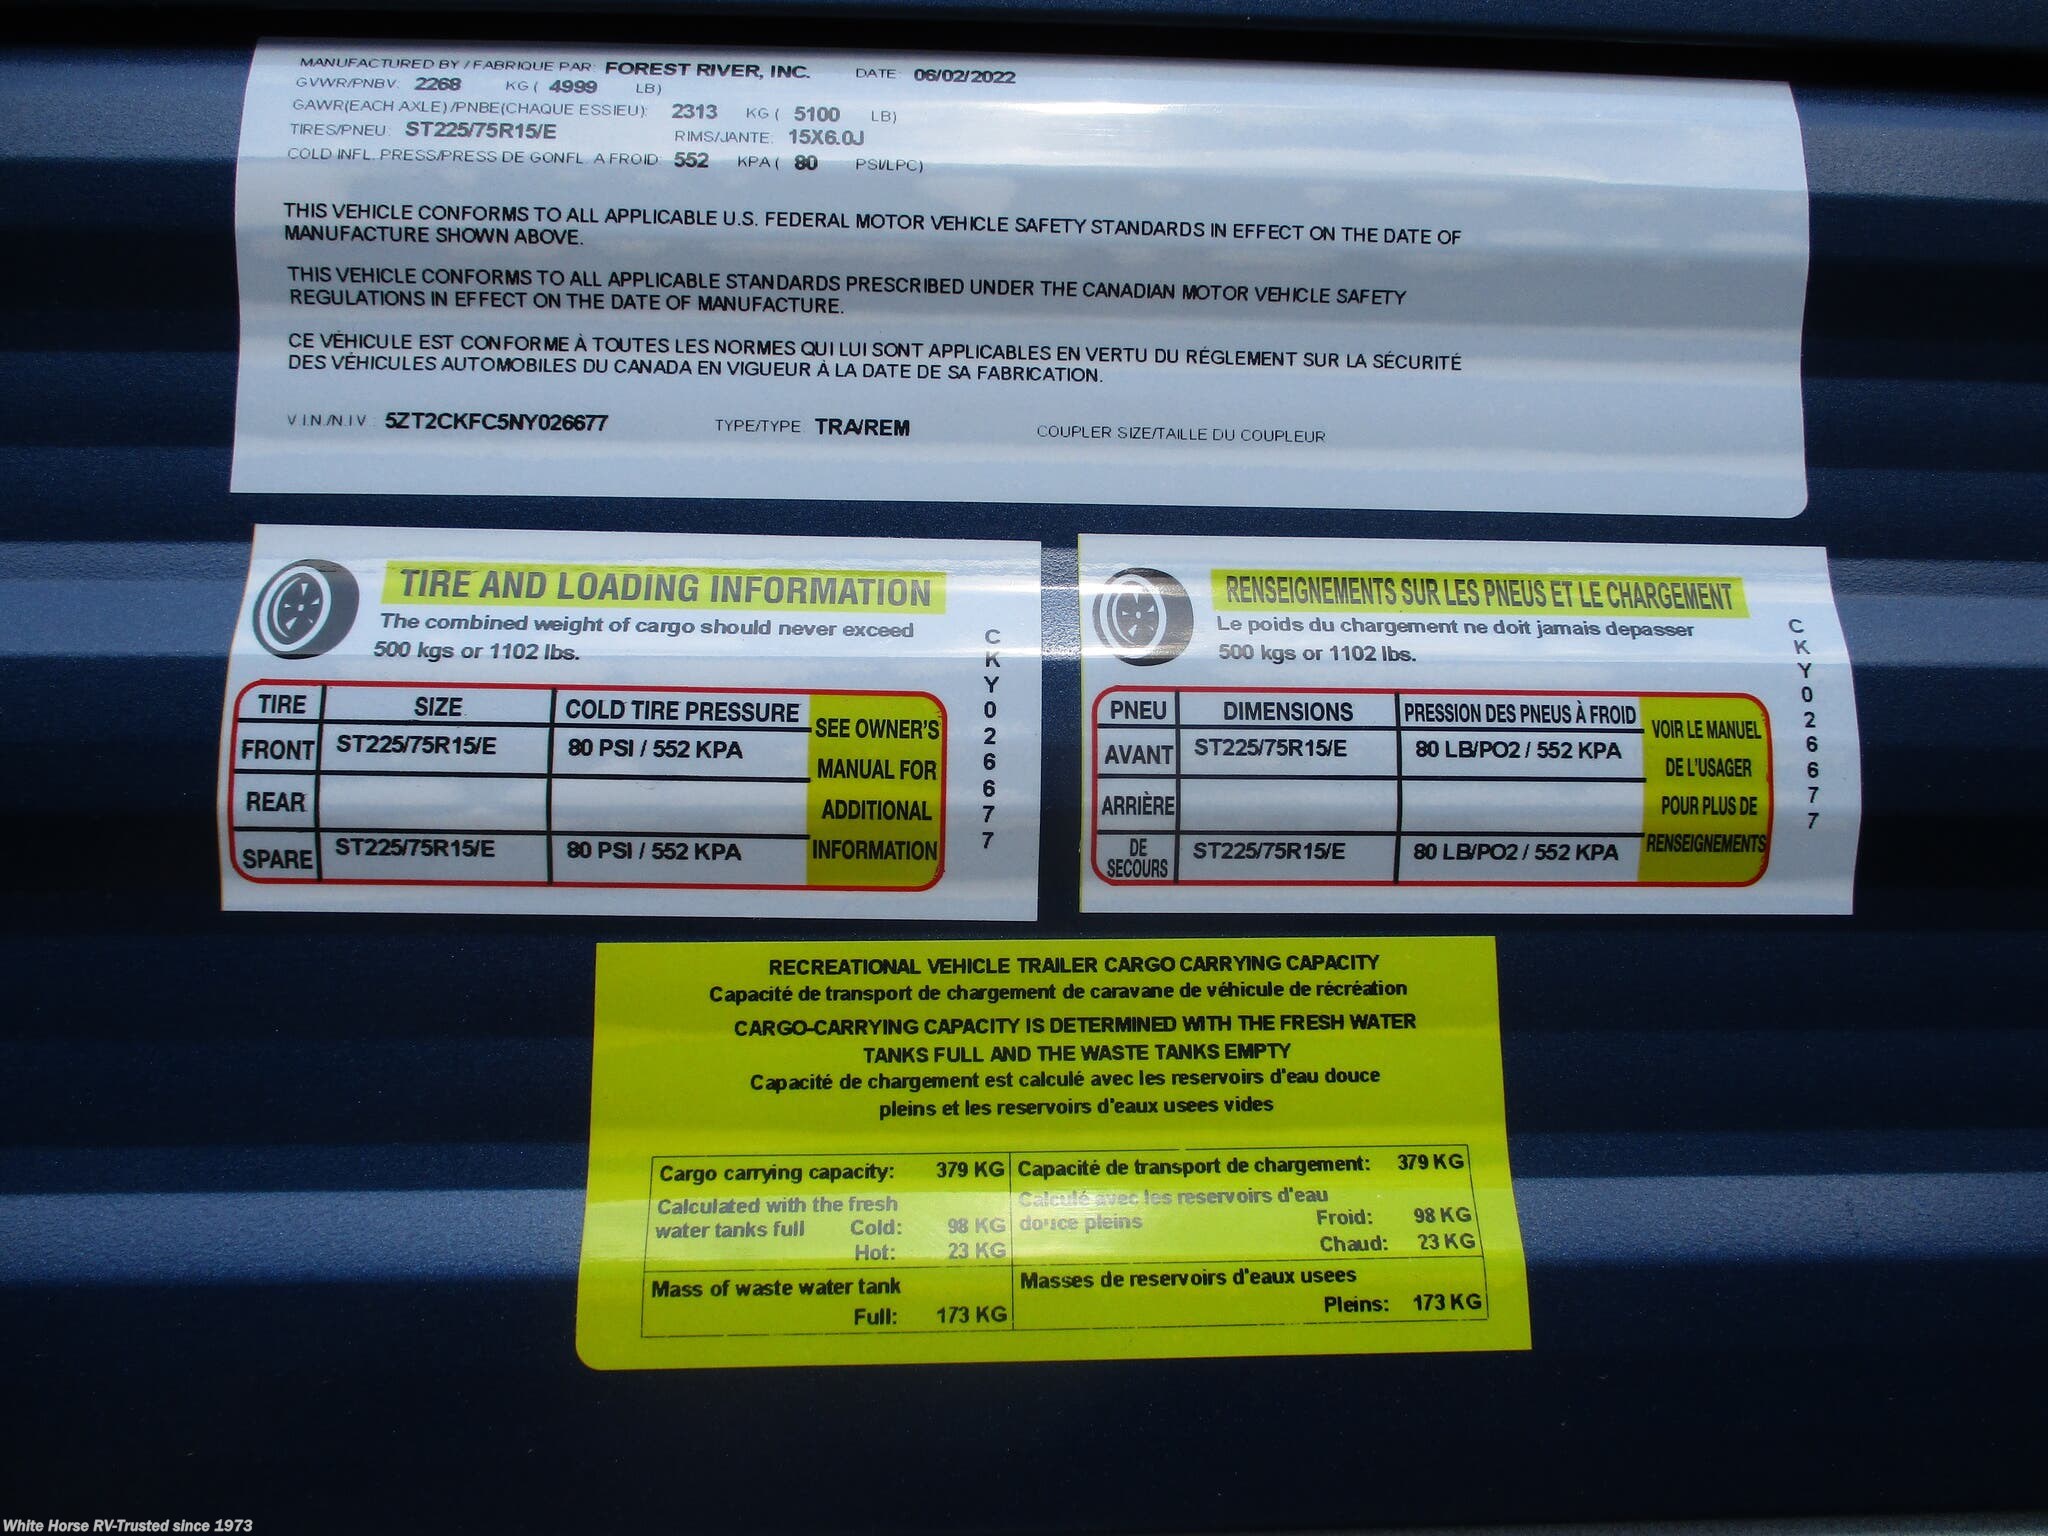 MANUFACTURED BY / FABRIQUE PAR: FOREST RIVER, INC. DATE: 06/02/2022
GVWR/PNBV: 2268 KG ( 4999 LB)
GAWR(EACH AXLE)/PNBE(CHAQUE ESSIEU): 2313 KG ( 5100 LB)
TIRES/PNEU: ST225/75R15/E RIMS/JANTE: 15X6.0J
COLD INFL. PRESS/PRESS DE GONFL A FROID: 552 KPA ( 80 PSI/LPC)
THIS VEHICLE CONFORMS TO ALL APPLICABLE U.S. FEDERAL MOTOR VEHICLE SAFETY STANDARDS IN EFFECT ON THE DATE OF
MANUFACTURE SHOWN ABOVE.
THIS VEHICLE CONFORMS TO ALL APPLICABLE STANDARDS PRESCRIBED UNDER THE CANADIAN MOTOR VEHICLE SAFETY
REGULATIONS IN EFFECT ON THE DATE OF MANUFACTURE.
CE VÉHICULE EST CONFORME À TOUTES LES NORMES QUI LUI SONT APPLICABLES EN VERTU DU RÉGLEMENT SUR LA SÉCURITÉ
DES VÉHICULES AUTOMOBILES DU CANADA EN VIGUEUR À LA DATE DE SA FABRICATION.
V.I.N./N.I.V : 5ZT2CKFC5NY026677 TYPE/TYPE TRA/REM COUPLER SIZE/TAILLE DU COUPLEUR
TIRE AND LOADING INFORMATION
The combined weight of cargo should never exceed
500 kgs or 1102 lbs.
TIRE SIZE COLD TIRE PRESSURE
FRONT ST225/75R15/E 80 PSI / 552 KPA
REAR
SPARE ST225/75R15/E 80 PSI / 552 KPA
SEE OWNER'S
MANUAL FOR
ADDITIONAL
INFORMATION
CKY026677
RENSEIGNEMENTS SUR LES PNEUS ET LE CHARGEMENT
Le poids du chargement ne doit jamais depasser
500 kgs or 1102 lbs.
PNEU DIMENSIONS PRESSION DES PNEUS À FROID
AVANT ST225/75R15/E 80 LB/PO2 / 552 KPA
ARRIÈRE
DE
SECOURS ST225/75R15/E 80 LB/PO2 / 552 KPA
VOIR LE MANUEL
DE L'USAGER
POUR PLUS DE
RENSEIGNEMENTS
CKY026677
RECREATIONAL VEHICLE TRAILER CARGO CARRYING CAPACITY
Capacité de transport de chargement de caravane de véhicule de récréation
CARGO-CARRYING CAPACITY IS DETERMINED WITH THE FRESH WATER
TANKS FULL AND THE WASTE TANKS EMPTY
Capacité de chargement est calculé avec les reservoirs d'eau douce
pleins et les reservoirs d'eaux usees vides
Cargo carrying capacity: 379 KG
Calculated with the fresh
water tanks full Cold: 98 KG
Hot: 23 KG
Mass of waste water tank
Full: 173 KG
Capacité de transport de chargement: 379 KG
Calculé avec les reservoirs d'eau
douce pleins Froid: 98 KG
Chaud: 23 KG
Masses de reservoirs d'eaux usees
Pleins: 173 KG
White Horse RV-Trusted since 1973